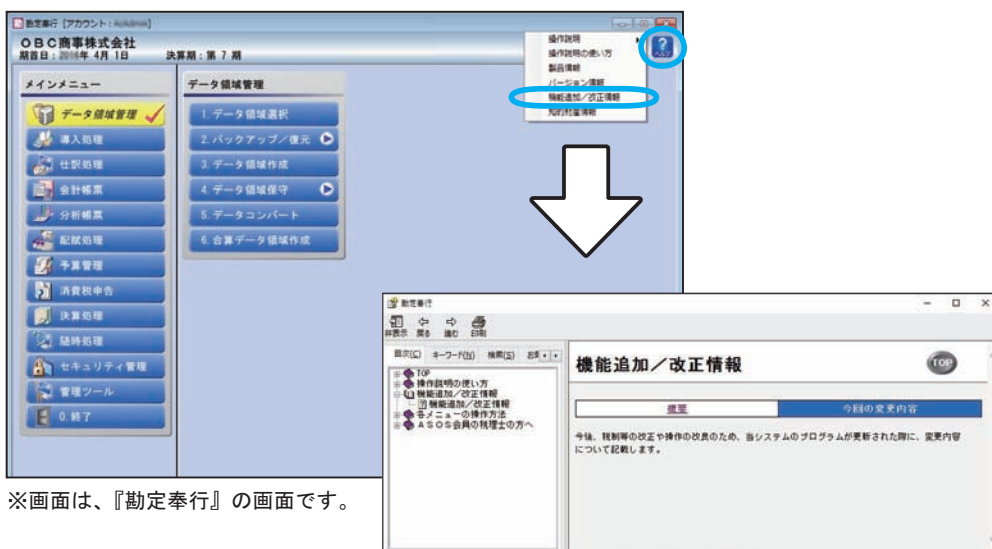 勘定奉行 [アカウント:
OBC商事株式会社
期首日: 年 4月 1日 決算期:第 7 期
操作説明
操作説明の使い方
製品情報
バージョン情報
機能追加/改正情報
知的財産情報
?
メインメニュー
データ領域管理
導入処理
仕訳処理
会計帳票
分析帳票
配賦処理
予算管理
消費税申告
決算処理
随時処理
セキュリティ管理
管理ツール
0.終了
データ領域管理
1.データ領域選択
2.バックアップ/復元
3.データ領域作成
4.データ領域保守
5.データコンバート
6.合算データ領域作成
勘定奉行
非表示 戻る 進む 印刷
目次(C) キーワード(N) 検索(S)
TOP
操作説明の使い方
機能追加/改正情報
機能追加/改正情報
各メニューの操作方法
ASOS会員の税理士の方へ
機能追加/改正情報
TOP
概要 今回の変更内容
今後、税制等の改正や操作の改良のため、当システムのプログラムが更新された際に、変更内容
について記載します。
※画面は、『勘定奉行』の画面です。